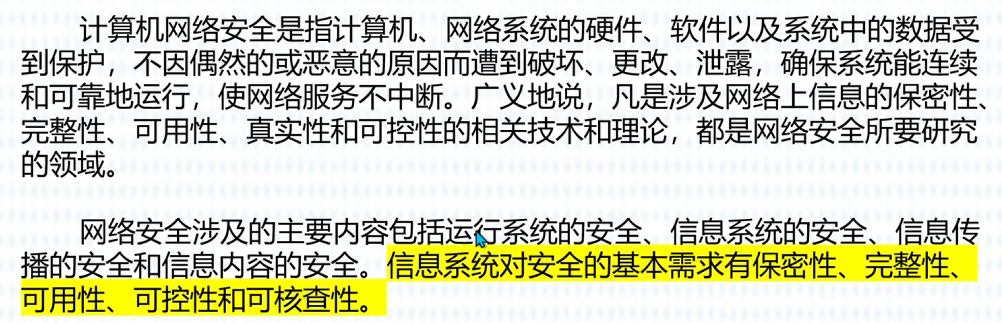 计算机网络安全是指计算机、网络系统的硬件、软件以及系统中的数据受
到保护，不因偶然的或恶意的原因而遭到破坏、更改、泄露，确保系统能连续
和可靠地运行，使网络服务不中断。广义地说，凡是涉及网络上信息的保密性、
完整性、可用性、真实性和可控性的相关技术和理论，都是网络安全所要研究
的领域。
网络安全涉及的主要内容包括运行系统的安全、信息系统的安全、信息传
播的安全和信息内容的安全。信息系统对安全的基本需求有保密性、完整性、
可用性、可控性和可核查性。